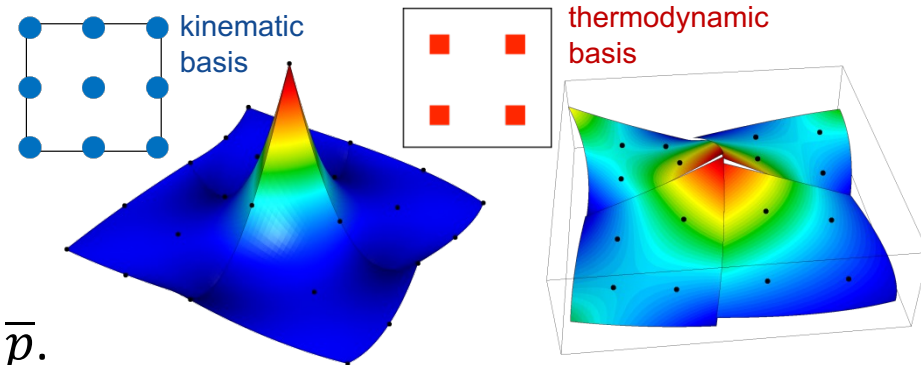 kinematic
basis
thermodynamic
basis
p̅.